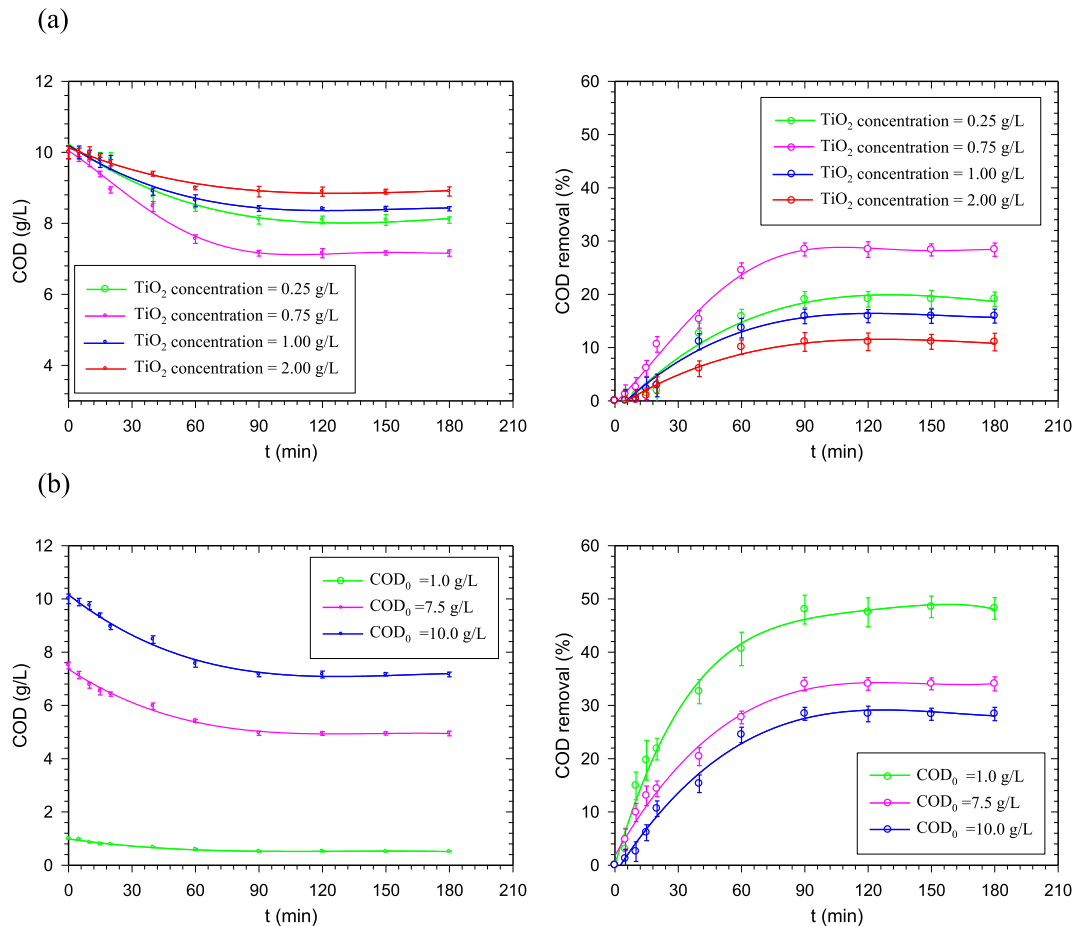 (a)
12
10
8
6
4
COD (g/L)
TiO2 concentration = 0.25 g/L
TiO2 concentration = 0.75 g/L
TiO2 concentration = 1.00 g/L
TiO2 concentration = 2.00 g/L
0 30 60 90 120 150 180 210
t (min)
60
50
40
30
20
10
0
COD removal (%)
TiO2 concentration = 0.25 g/L
TiO2 concentration = 0.75 g/L
TiO2 concentration = 1.00 g/L
TiO2 concentration = 2.00 g/L
0 30 60 90 120 150 180 210
t (min)
(b)
12
10
8
6
4
2
0
COD (g/L)
COD0 =1.0 g/L
COD0 =7.5 g/L
COD0 =10.0 g/L
0 30 60 90 120 150 180 210
t (min)
60
50
40
30
20
10
0
COD removal (%)
COD0 =1.0 g/L
COD0 =7.5 g/L
COD0 =10.0 g/L
0 30 60 90 120 150 180 210
t (min)